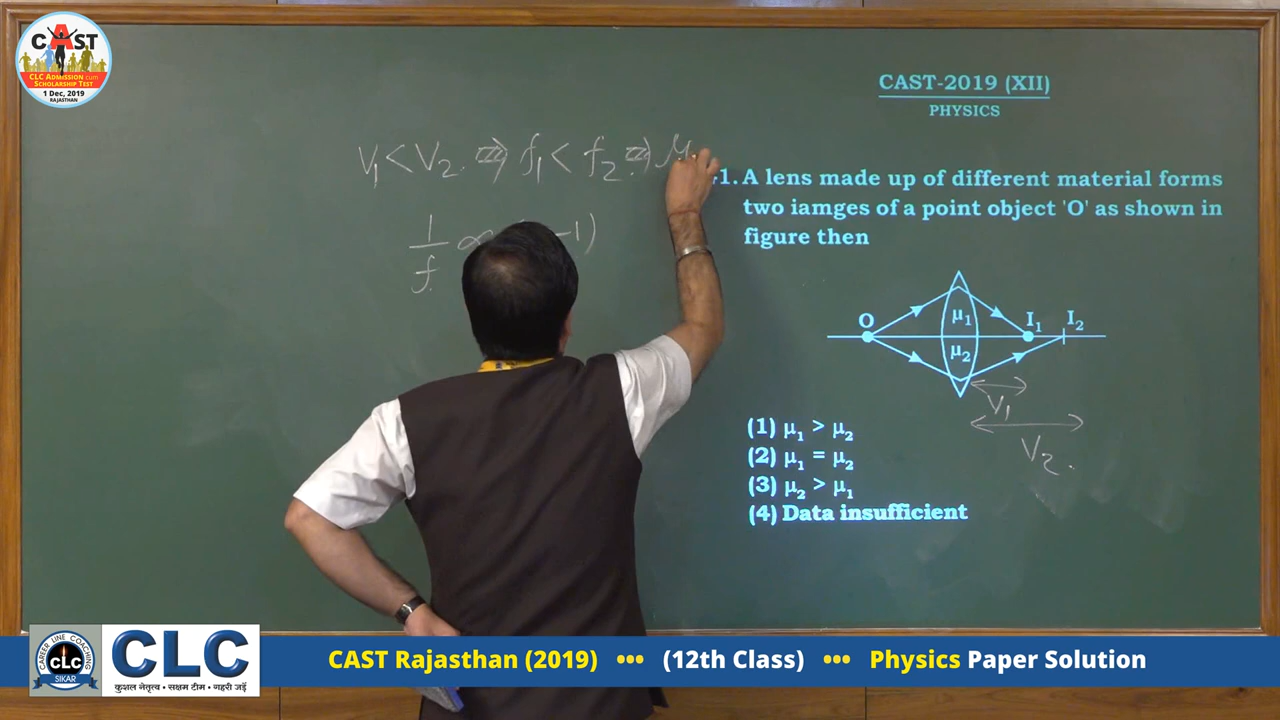 CAST
CLC ADMISSION cum
SCHOLARSHIP TEST
1 Dec, 2019
RAJASTHAN
CAST-2019 (XII)
PHYSICS
V₁ < V₂. ⇒ f₁ < f₂ ⇒ μ
1/f ∝ -1)
1. A lens made up of different material forms
two iamges of a point object 'O' as shown in
figure then
O
μ₁
I₁
I₂
μ₂
V₁
V₂.
(1) μ₁ > μ₂
(2) μ₁ = μ₂
(3) μ₂ > μ₁
(4) Data insufficient
CAREER LINE COACHING
CLC
SIKAR
CLC
कुशल नेतृत्व • सक्षम टीम • गहरी जड़ें
CAST Rajasthan (2019) ••• (12th Class) ••• Physics Paper Solution